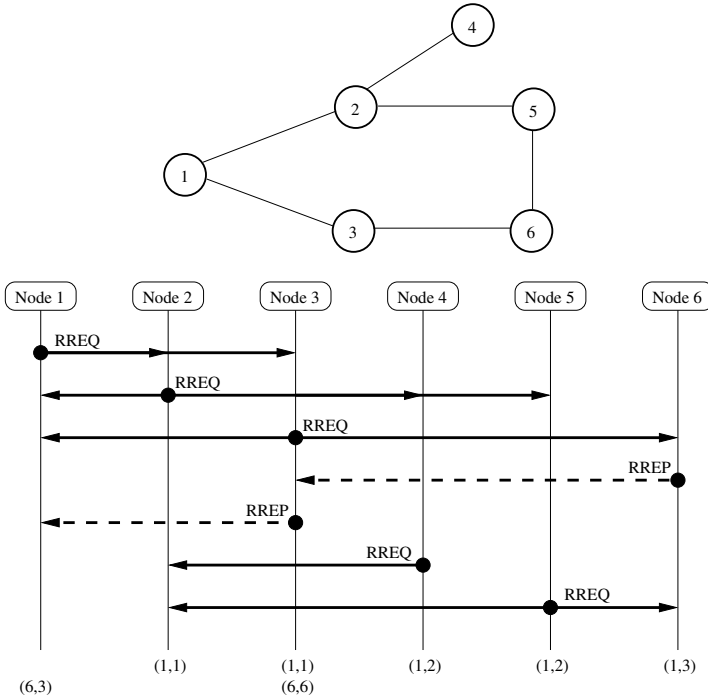 4
2
5
1
3
6
Node 1 Node 2 Node 3 Node 4 Node 5 Node 6
RREQ
RREQ
RREQ
RREP
RREP
RREQ
RREQ
(1,1) (1,1) (1,2) (1,2) (1,3)
(6,3) (6,6)